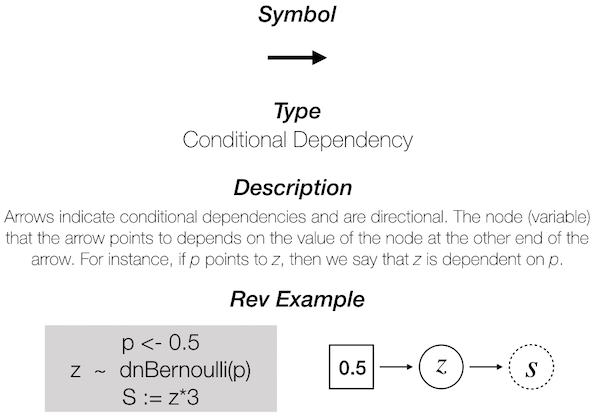 Symbol
Type
Conditional Dependency
Description
Arrows indicate conditional dependencies and are directional. The node (variable)
that the arrow points to depends on the value of the node at the other end of the
arrow. For instance, if p points to z, then we say that z is dependent on p.
Rev Example
p <- 0.5
z ~ dnBernoulli(p)
S := z*3
0.5 z s